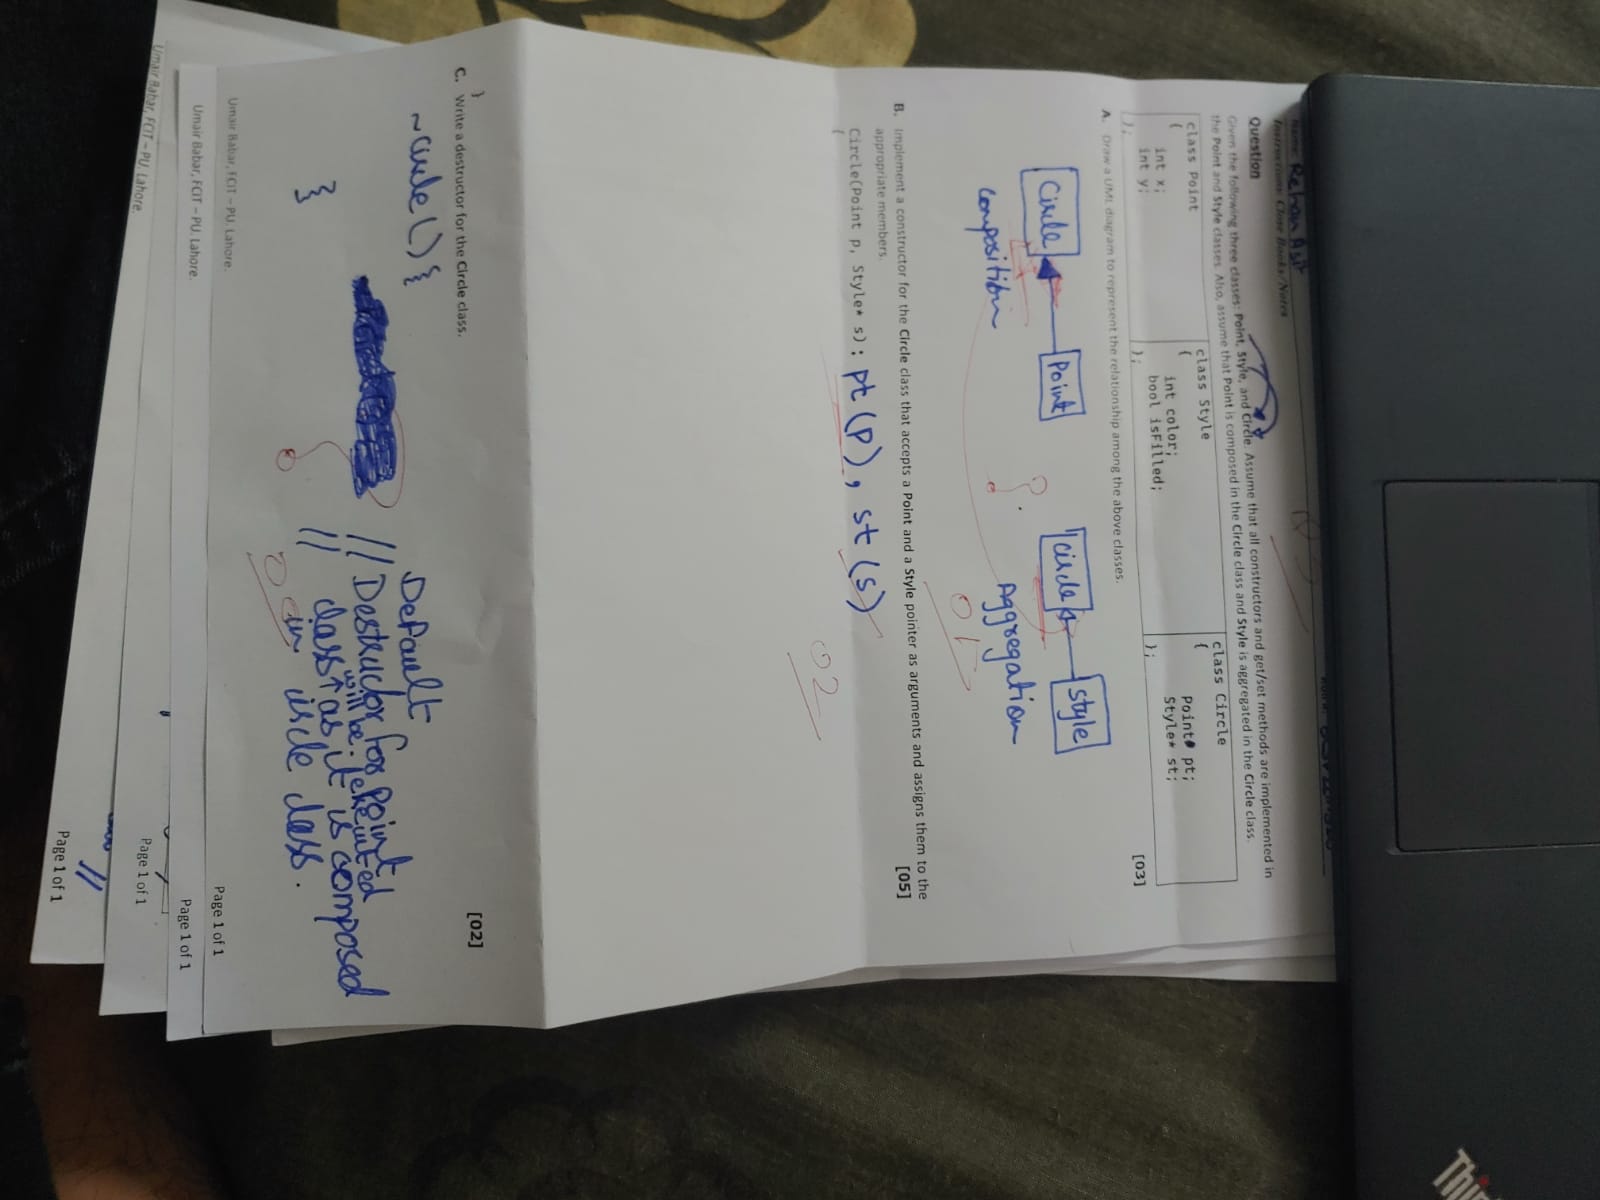 Name: Rehan Asif
Instructions: Close Books/Notes
Question
Given the following three classes: Point, Style, and Circle. Assume that all constructors and get/set methods are implemented in
the Point and Style classes. Also, assume that Point is composed in the Circle class and Style is aggregated in the Circle class.
class Point
{
int x;
int y;
};
class Style
{
int color;
bool isFilled;
};
class Circle
{
Point pt;
Style* st;
};
A. Draw a UML diagram to represent the relationship among the above classes.
[03]
Circle
Point
Composition
Circle
Style
Aggregation
01
B. Implement a constructor for the Circle class that accepts a Point and a Style pointer as arguments and assigns them to the
appropriate members.
[05]
Circle(Point p, Style* s) : pt (p), st (s)
{
02
}
C. Write a destructor for the Circle class.
[02]
~Circle() {
Default
// Destructor for point
will be executed
// class as it is composed
in
class.
}
0
Umair Babar, FCIT – PU. Lahore.
Page 1 of 1
Umair Babar, FCIT – PU. Lahore.
Page 1 of 1
Page 1 of 1
Umair Babar, FCIT – PU. Lahore.
Page 1 of 1
Thin